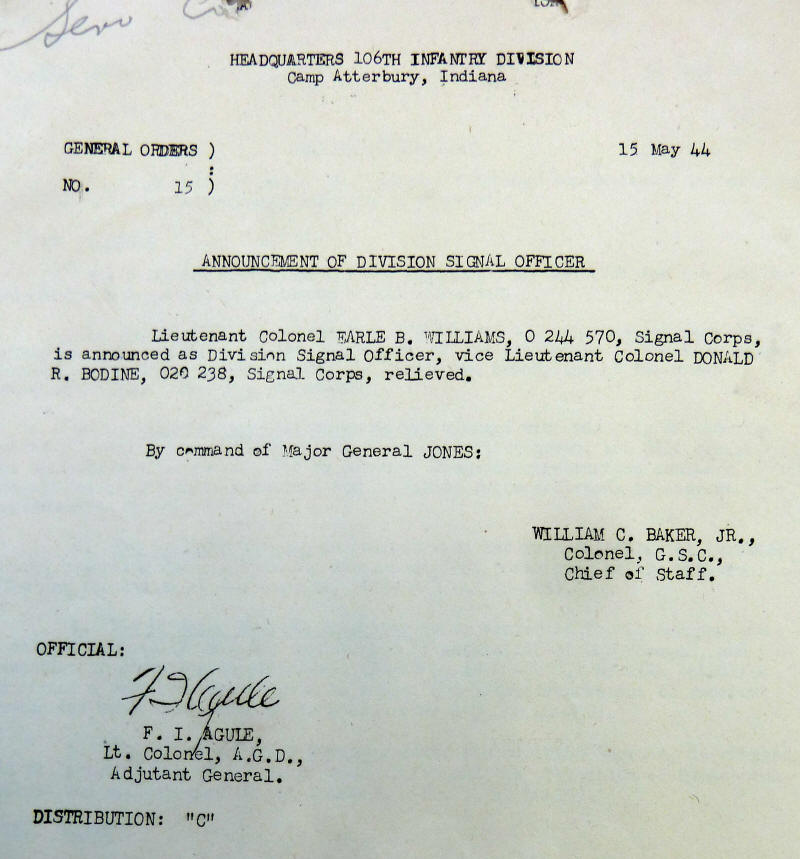 HEADQUARTERS 106TH INFANTRY DIVISION
Camp Atterbury, Indiana
GENERAL ORDERS ) 15 May 44
:
NO. 15 )
ANNOUNCEMENT OF DIVISION SIGNAL OFFICER
Lieutenant Colonel EARLE B. WILLIAMS, O 244 570, Signal Corps,
is announced as Division Signal Officer, vice Lieutenant Colonel DONALD
R. BODINE, O20 238, Signal Corps, relieved.
By command of Major General JONES:
WILLIAM C. BAKER, JR.,
Colonel, G.S.C.,
Chief of Staff.
OFFICIAL:
F I Agule
F. I. AGULE,
Lt. Colonel, A.G.D.,
Adjutant General.
DISTRIBUTION: "C"